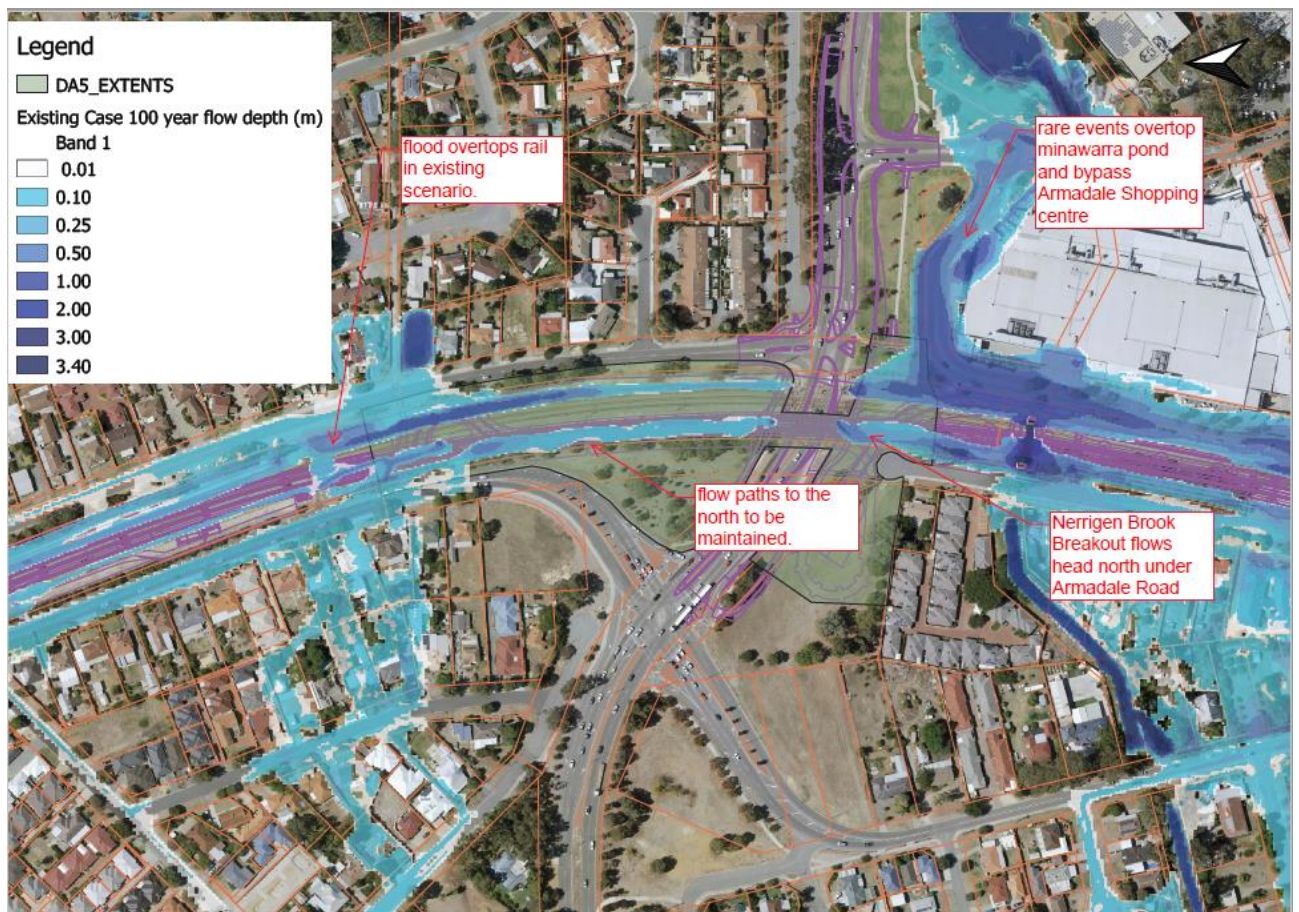 Legend
DA5_EXTENTS
Existing Case 100 year flow depth (m)
Band 1
0.01
0.10
0.25
0.50
1.00
2.00
3.00
3.40
flood overtops rail
in existing
scenario.
rare events overtop
minawarra pond
and bypass
Armadale Shopping
centre
flow paths to the
north to be
maintained.
Nerrigen Brook
Breakout flows
head north under
Armadale Road